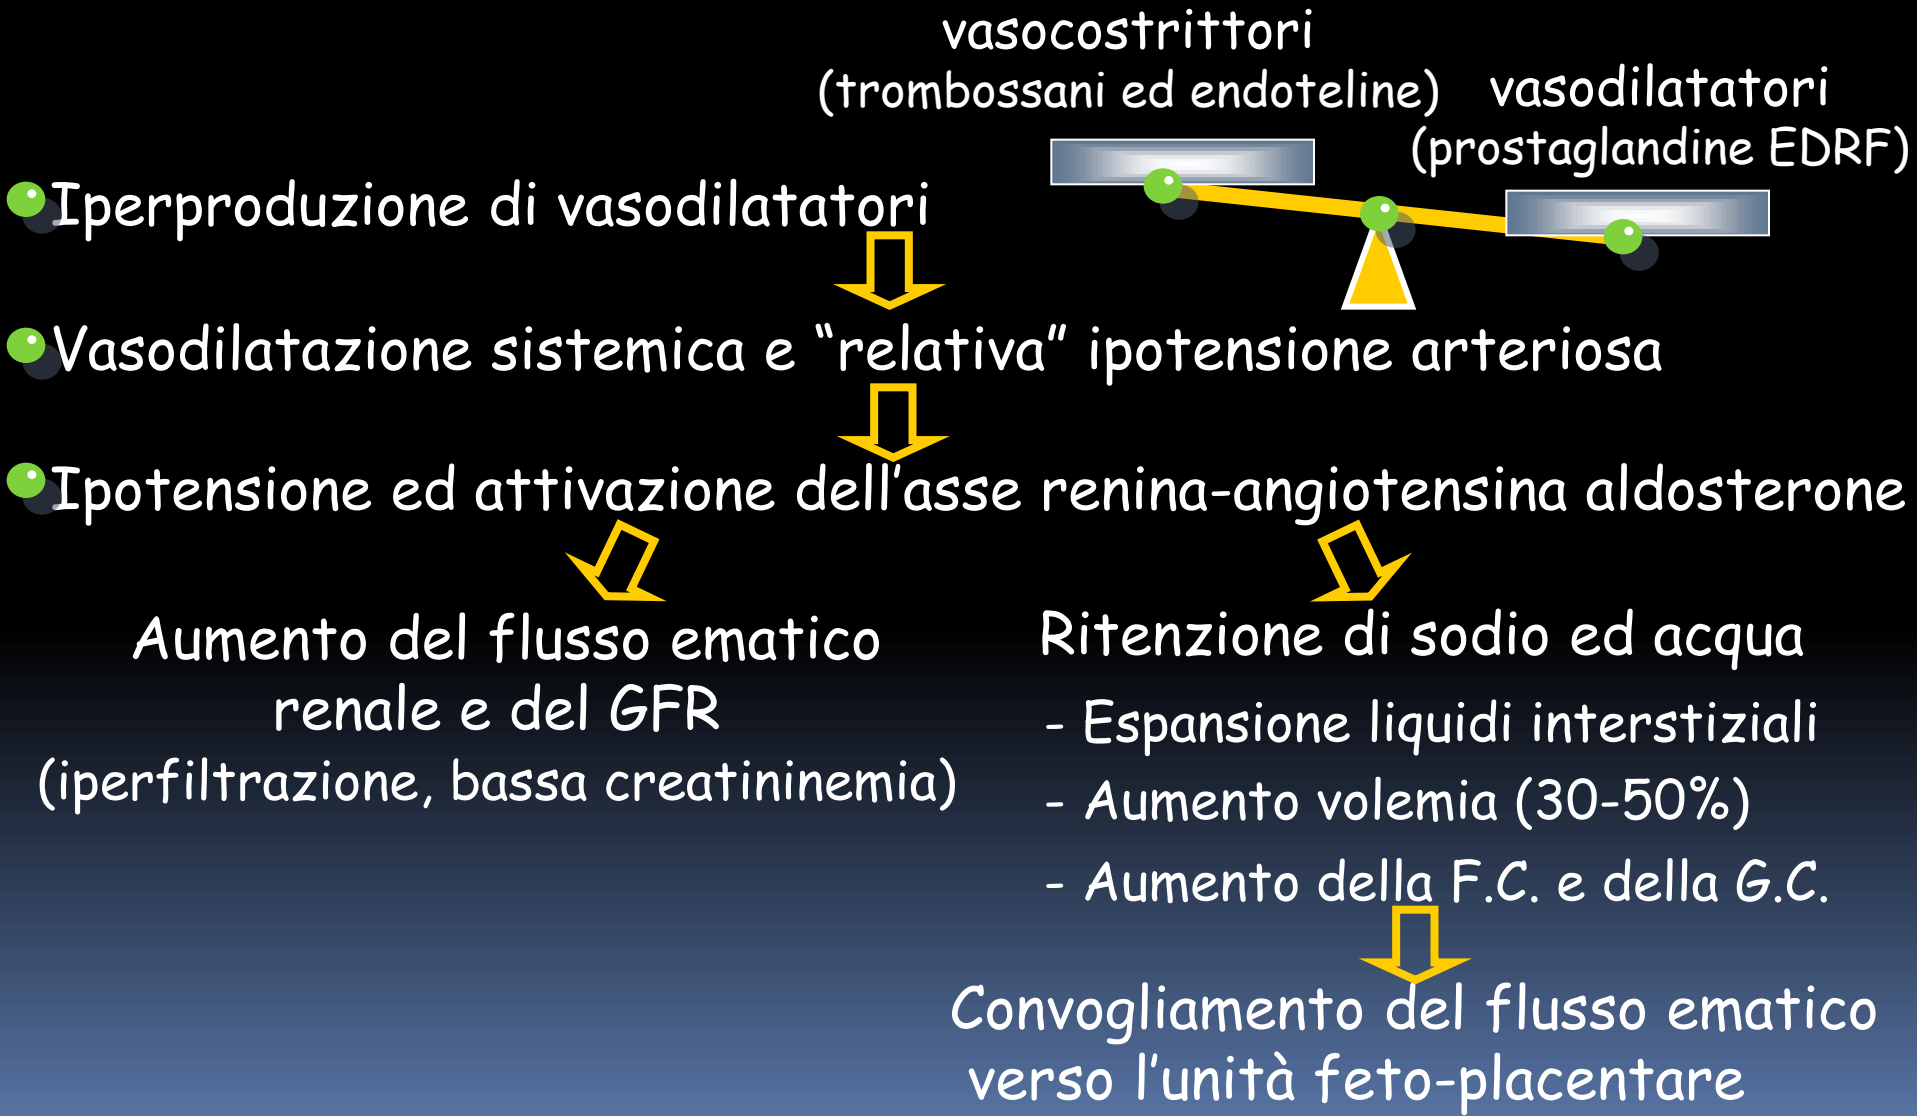 vasocostrittori
(trombossani ed endoteline)
vasodilatatori
(prostaglandine EDRF)
Iperproduzione di vasodilatatori
Vasodilatazione sistemica e “relativa” ipotensione arteriosa
Ipotensione ed attivazione dell’asse renina-angiotensina aldosterone
Aumento del flusso ematico
renale e del GFR
(iperfiltrazione, bassa creatininemia)
Ritenzione di sodio ed acqua
- Espansione liquidi interstiziali
- Aumento volemia (30-50%)
- Aumento della F.C. e della G.C.
Convogliamento del flusso ematico
verso l’unità feto-placentare